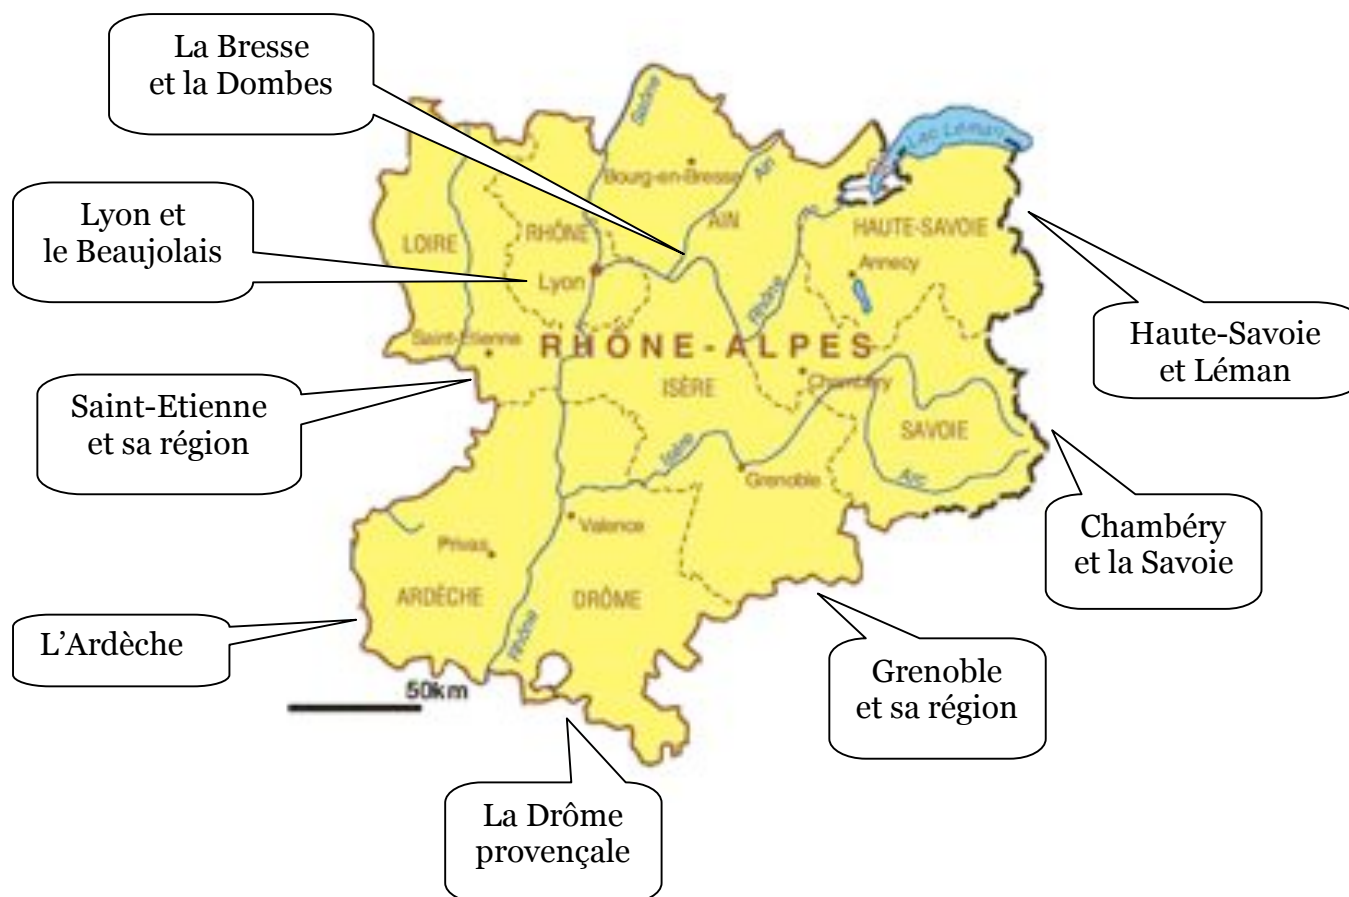 La Bresse
et la Dombes
Saône
Lac Léman
Bourg-en-Bresse
Ain
Lyon et
le Beaujolais
LOIRE
RHÔNE
AIN
HAUTE-SAVOIE
Annecy
Lyon
Rhône
Haute-Savoie
et Léman
Saint-Etienne
RHÔNE-ALPES
ISÈRE
Chambéry
Saint-Etienne
et sa région
SAVOIE
Isère
Grenoble
Arc
Chambéry
et la Savoie
Valence
Privas
ARDÈCHE
DRÔME
Rhône
L'Ardèche
Grenoble
et sa région
50km
La Drôme
provençale